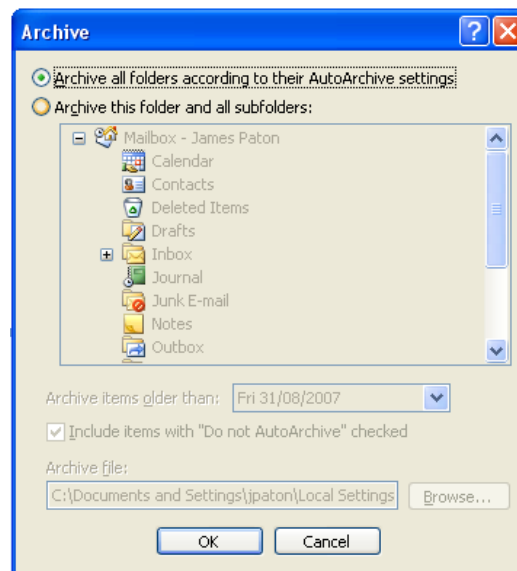 Archive
Archive all folders according to their AutoArchive settings
Archive this folder and all subfolders:
Mailbox - James Paton
Calendar
Contacts
Deleted Items
Drafts
Inbox
Journal
Junk E-mail
Notes
Outbox
Archive items older than: Fri 31/08/2007
Include items with "Do not AutoArchive" checked
Archive file:
C:\Documents and Settings\jpaton\Local Settings Browse...
OK Cancel